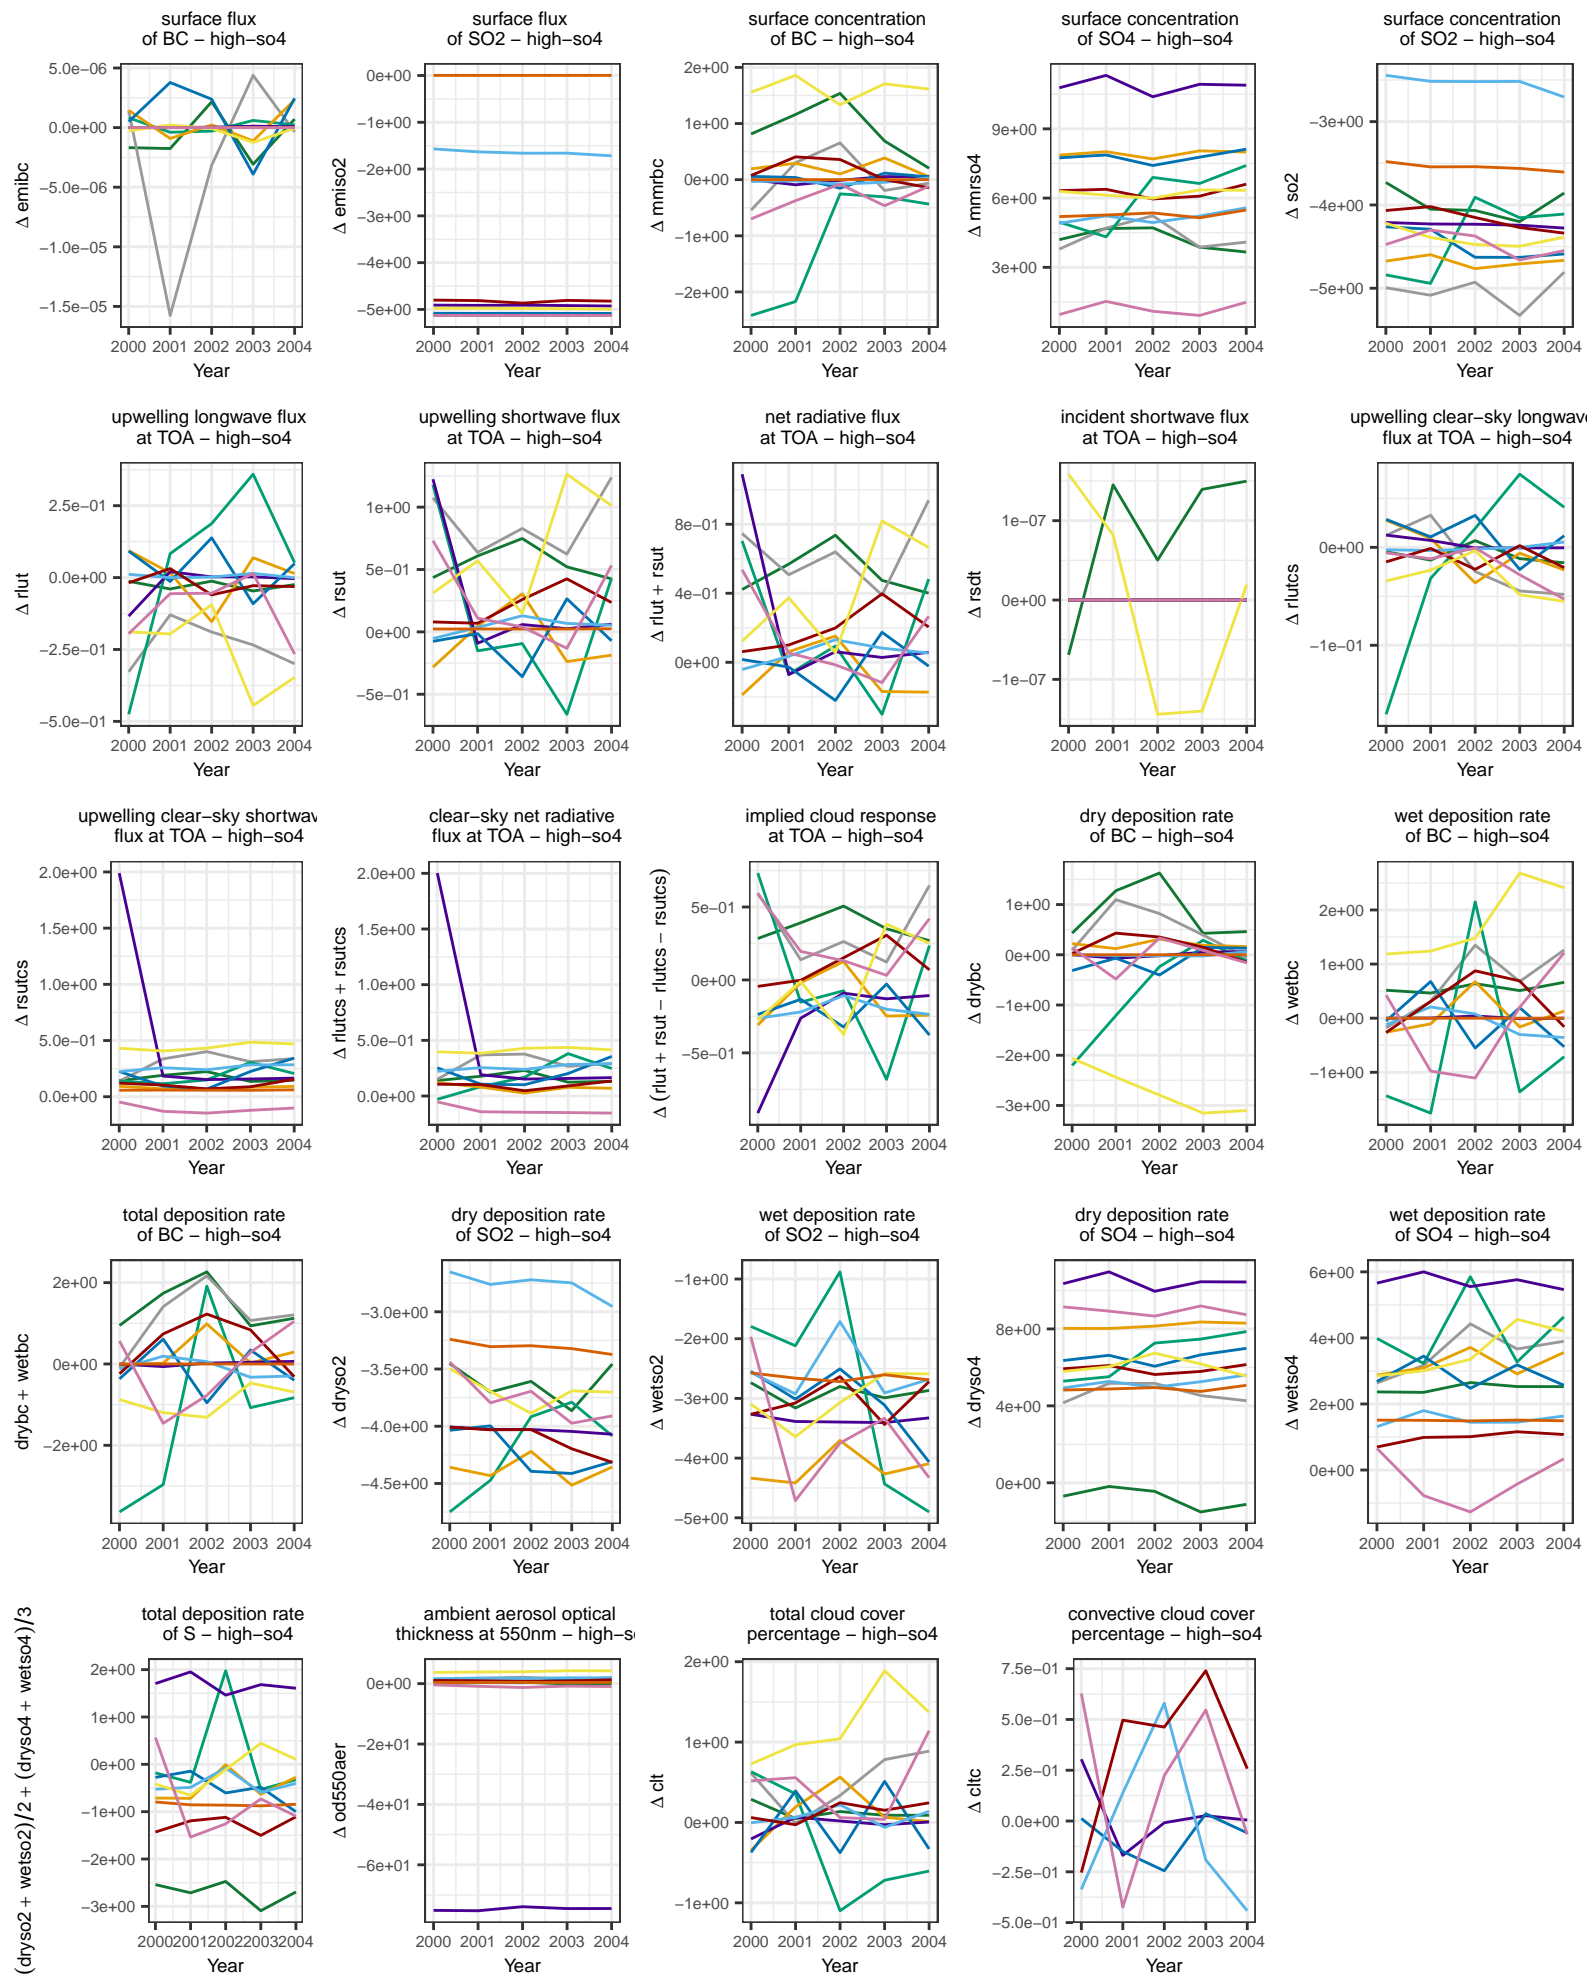 surface flux
of BC − high−so4
surface flux
of SO2 − high−so4
surface concentration
of BC − high−so4
surface concentration
of SO4 − high−so4
surface concentration
of SO2 − high−so4
Δ emibc
5.0e−06
0.0e+00
−5.0e−06
−1.0e−05
−1.5e−05
2000 2001 2002 2003 2004
Year
Δ emiso2
0e+00
−1e+00
−2e+00
−3e+00
−4e+00
−5e+00
2000 2001 2002 2003 2004
Year
Δ mmrbc
2e+00
1e+00
0e+00
−1e+00
−2e+00
2000 2001 2002 2003 2004
Year
Δ mmrso4
9e+00
6e+00
3e+00
2000 2001 2002 2003 2004
Year
Δ so2
−3e+00
−4e+00
−5e+00
2000 2001 2002 2003 2004
Year
upwelling longwave flux
at TOA − high−so4
upwelling shortwave flux
at TOA − high−so4
net radiative flux
at TOA − high−so4
incident shortwave flux
at TOA − high−so4
upwelling clear−sky longwave
flux at TOA − high−so4
Δ rlut
2.5e−01
0.0e+00
−2.5e−01
−5.0e−01
2000 2001 2002 2003 2004
Year
Δ rsut
1e+00
5e−01
0e+00
−5e−01
2000 2001 2002 2003 2004
Year
Δ rlut + rsut
8e−01
4e−01
0e+00
2000 2001 2002 2003 2004
Year
Δ rsdt
1e−07
0e+00
−1e−07
2000 2001 2002 2003 2004
Year
Δ rlutcs
0e+00
−1e−01
2000 2001 2002 2003 2004
Year
upwelling clear−sky shortwav
flux at TOA − high−so4
clear−sky net radiative
flux at TOA − high−so4
implied cloud response
at TOA − high−so4
dry deposition rate
of BC − high−so4
wet deposition rate
of BC − high−so4
Δ rsutcs
2.0e+00
1.5e+00
1.0e+00
5.0e−01
0.0e+00
2000 2001 2002 2003 2004
Year
Δ rlutcs + rsutcs
2.0e+00
1.5e+00
1.0e+00
5.0e−01
0.0e+00
2000 2001 2002 2003 2004
Year
Δ (rlut + rsut − rlutcs − rsutcs)
5e−01
0e+00
−5e−01
2000 2001 2002 2003 2004
Year
Δ drybc
1e+00
0e+00
−1e+00
−2e+00
−3e+00
2000 2001 2002 2003 2004
Year
Δ wetbc
2e+00
1e+00
0e+00
−1e+00
2000 2001 2002 2003 2004
Year
total deposition rate
of BC − high−so4
dry deposition rate
of SO2 − high−so4
wet deposition rate
of SO2 − high−so4
dry deposition rate
of SO4 − high−so4
wet deposition rate
of SO4 − high−so4
drybc + wetbc
2e+00
0e+00
−2e+00
2000 2001 2002 2003 2004
Year
Δ dryso2
−3.0e+00
−3.5e+00
−4.0e+00
−4.5e+00
2000 2001 2002 2003 2004
Year
Δ wetso2
−1e+00
−2e+00
−3e+00
−4e+00
−5e+00
2000 2001 2002 2003 2004
Year
Δ dryso4
8e+00
4e+00
0e+00
2000 2001 2002 2003 2004
Year
Δ wetso4
6e+00
4e+00
2e+00
0e+00
2000 2001 2002 2003 2004
Year
total deposition rate
of S − high−so4
ambient aerosol optical
thickness at 550nm − high−s
total cloud cover
percentage − high−so4
convective cloud cover
percentage − high−so4
(dryso2 + wetso2)/2 + (dryso4 + wetso4)/3
2e+00
1e+00
0e+00
−1e+00
−2e+00
−3e+00
2000 2001 2002 2003 2004
Year
Δ od550aer
0e+00
−2e+01
−4e+01
−6e+01
2000 2001 2002 2003 2004
Year
Δ clt
2e+00
1e+00
0e+00
−1e+00
2000 2001 2002 2003 2004
Year
Δ cltc
7.5e−01
5.0e−01
2.5e−01
0.0e+00
−2.5e−01
−5.0e−01
2000 2001 2002 2003 2004
Year